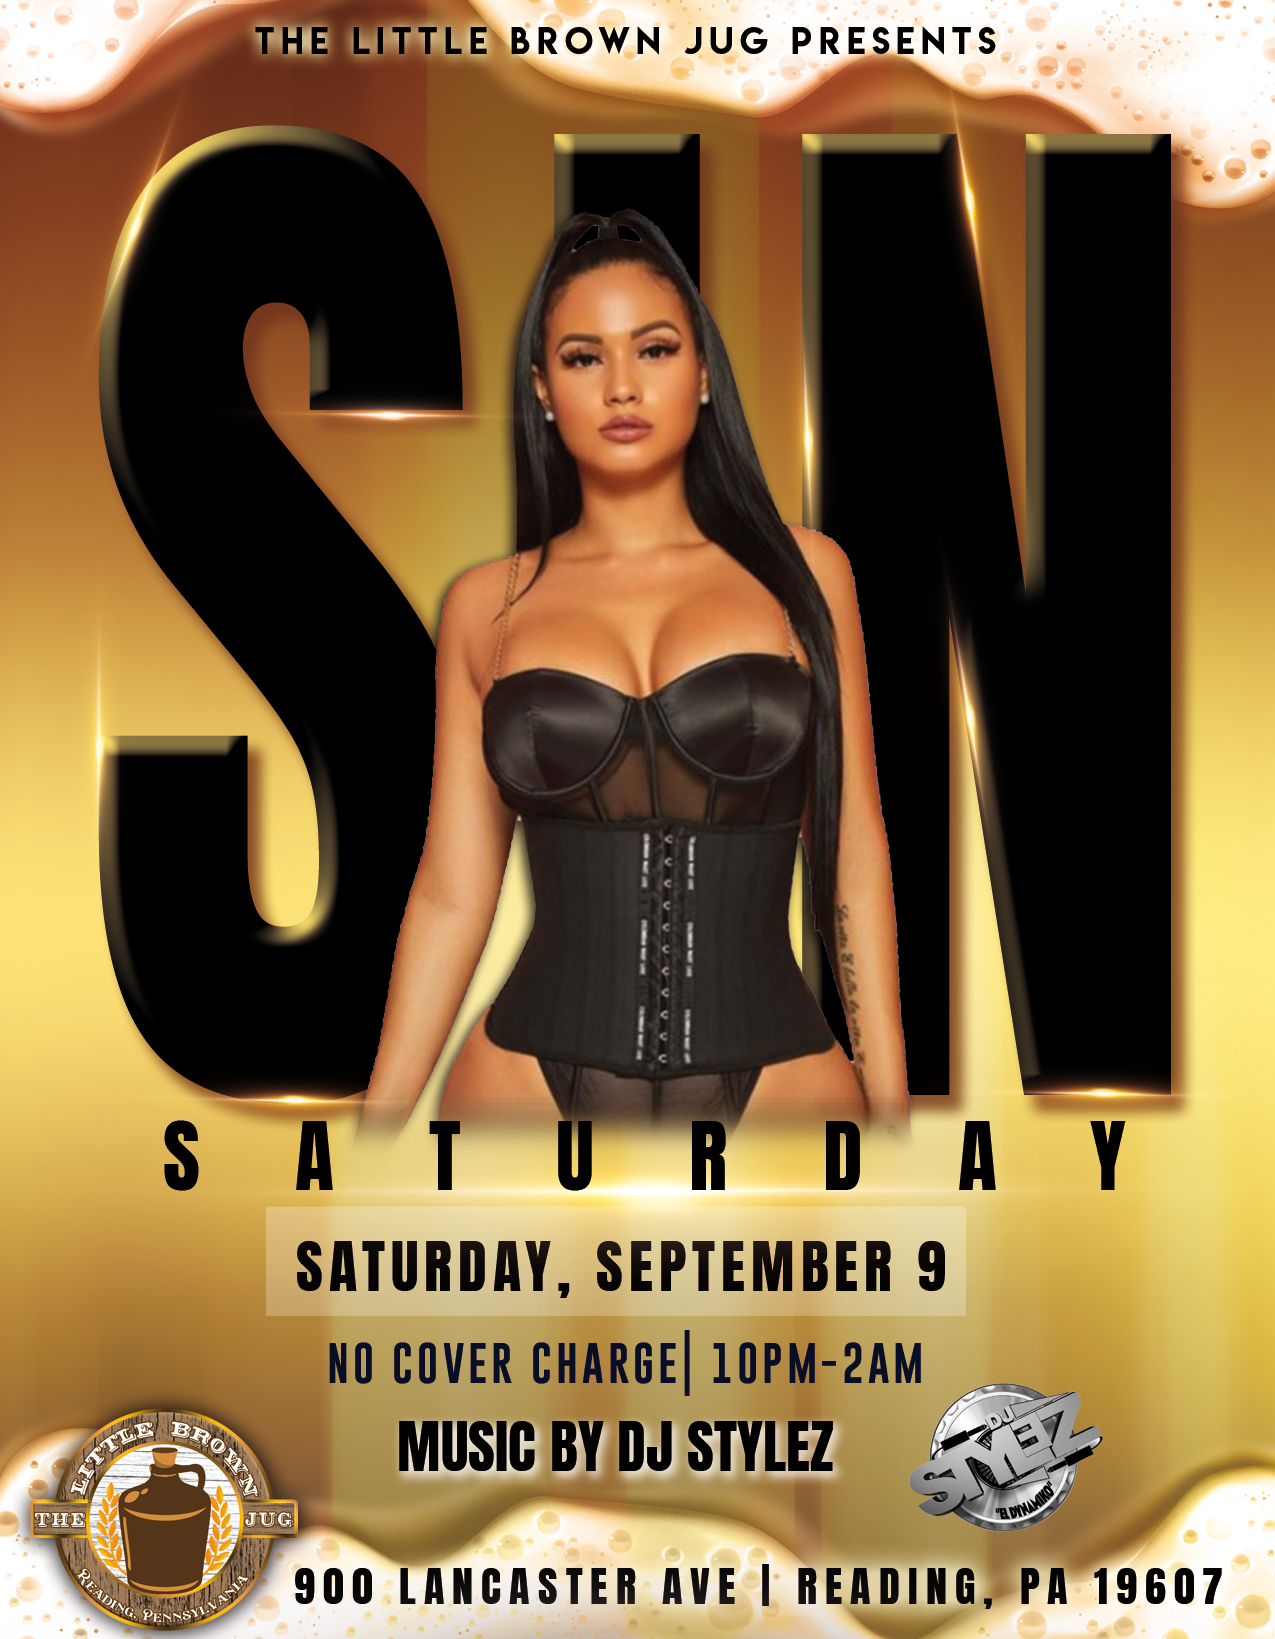 THE LITTLE BROWN JUG PRESENTS
SIN
SATURDAY
SATURDAY, SEPTEMBER 9
NO COVER CHARGE| 10PM-2AM
MUSIC BY DJ STYLEZ
DJ
STYLEZ
"EL DYNAMIKO"
LITTLE BROWN
THE JUG
READING, PENNSYLVANIA
900 LANCASTER AVE | READING, PA 19607